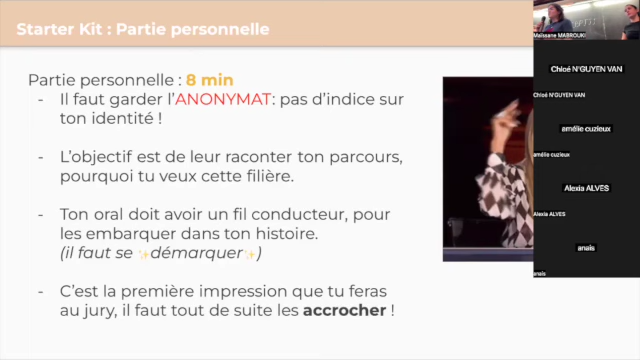 Starter Kit : Partie personnelle
Partie personnelle : 8 min
- Il faut garder l'ANONYMAT: pas d'indice sur
ton identité !
- L'objectif est de leur raconter ton parcours,
pourquoi tu veux cette filière.
- Ton oral doit avoir un fil conducteur, pour
les embarquer dans ton histoire.
(il faut se ✨démarquer✨)
- C'est la première impression que tu feras
au jury, il faut tout de suite les accrocher !
Maïssane MABROUKI
Chloé N'GUYEN VAN
Chloé N'GUYEN VAN
amélie cuzieux
amélie cuzieux
Alexia ALVES
Alexia ALVES
anaïs
anaïs